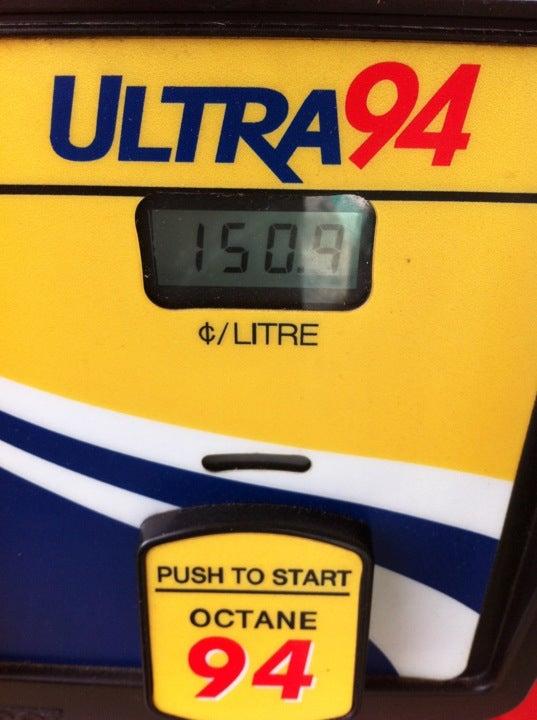 ULTRA94
150.9
¢/LITRE
PUSH TO START
OCTANE
94